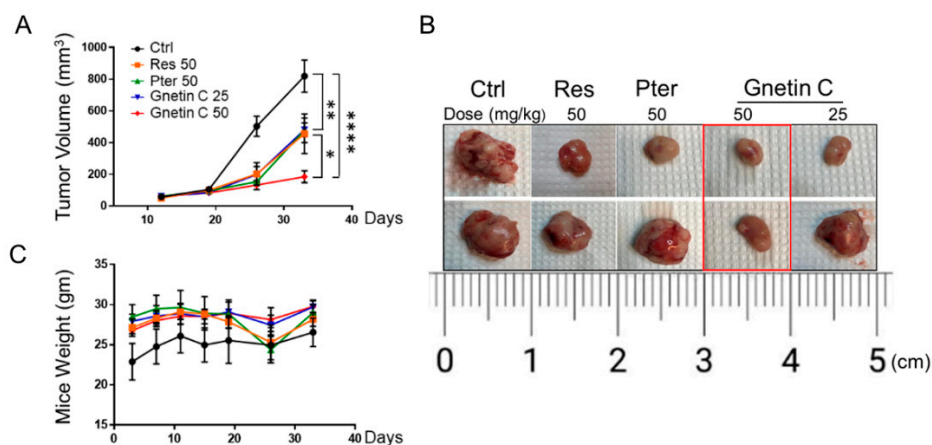 A
Tumor Volume (mm³)
1000
800
600
400
200
0
Ctrl
Res 50
Pter 50
Gnetin C 25
Gnetin C 50
**
*
****
0 10 20 30 40 Days
B
Ctrl Res Pter Gnetin C
Dose (mg/kg) 50 50 50 25
0 1 2 3 4 5 (cm)
C
Mice Weight (gm)
35
30
25
20
15
0 10 20 30 40
Days